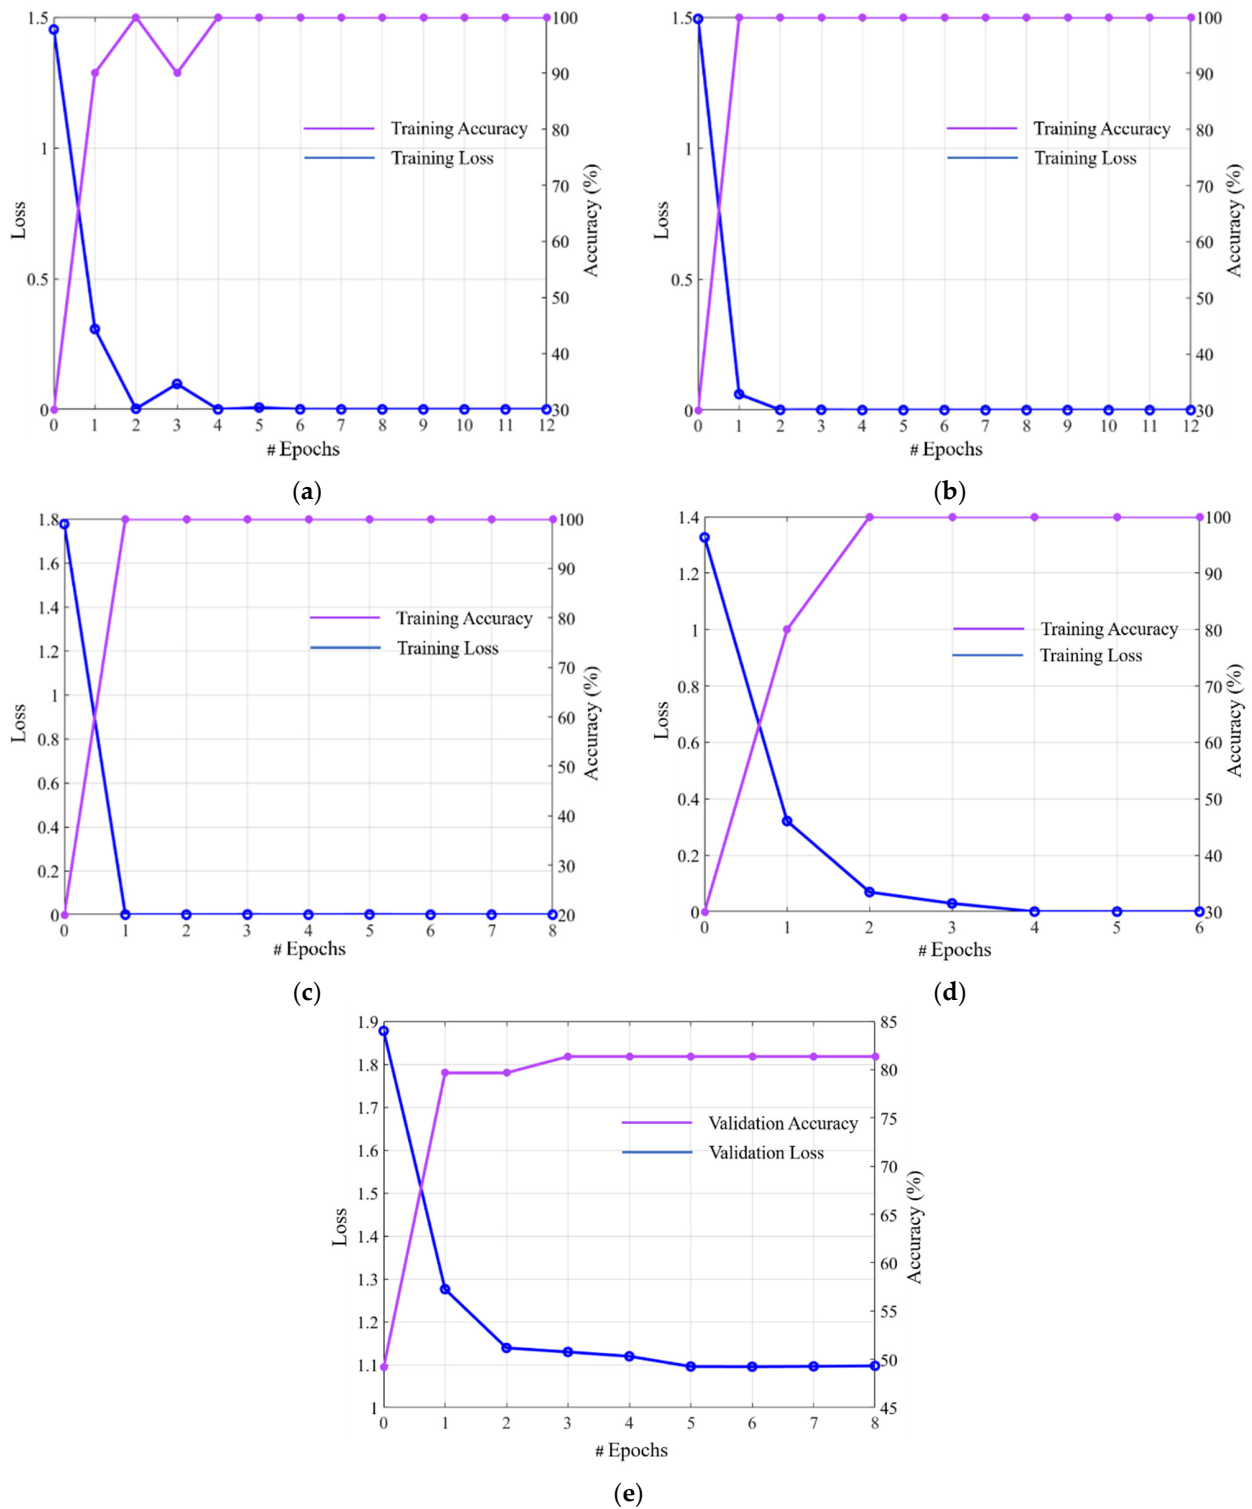 1.5
1
0.5
0
Loss
100
90
80
70
60
50
40
30
Accuracy (%)
Training Accuracy
Training Loss
0 1 2 3 4 5 6 7 8 9 10 11 12
# Epochs
(a)
1.5
1
0.5
0
Loss
100
90
80
70
60
50
40
30
Accuracy (%)
Training Accuracy
Training Loss
0 1 2 3 4 5 6 7 8 9 10 11 12
# Epochs
(b)
1.8
1.6
1.4
1.2
1
0.8
0.6
0.4
0.2
0
Loss
100
90
80
70
60
50
40
30
20
Accuracy (%)
Training Accuracy
Training Loss
0 1 2 3 4 5 6 7 8
# Epochs
(c)
1.4
1.2
1
0.8
0.6
0.4
0.2
0
Loss
100
90
80
70
60
50
40
30
Accuracy (%)
Training Accuracy
Training Loss
0 1 2 3 4 5 6
# Epochs
(d)
1.9
1.8
1.7
1.6
1.5
1.4
1.3
1.2
1.1
1
Loss
85
80
75
70
65
60
55
50
45
Accuracy (%)
Validation Accuracy
Validation Loss
0 1 2 3 4 5 6 7 8
# Epochs
(e)